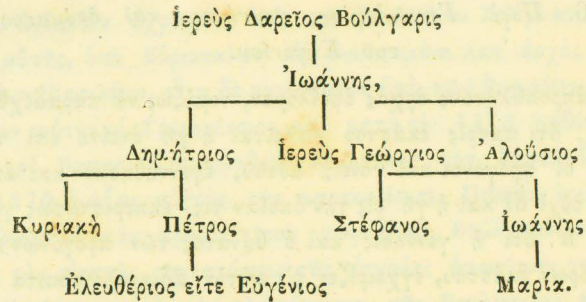 Ἱερεὺς Δαρεῖος Βούλγαρις
Ἰωάννης,
Δημήτριος Ἱερεὺς Γεώργιος Ἀλούσιος
Κυριακὴ Πέτρος Στέφανος Ἰωάννης
Ἐλευθέριος εἴτε Εὐγένιος Μαρία.